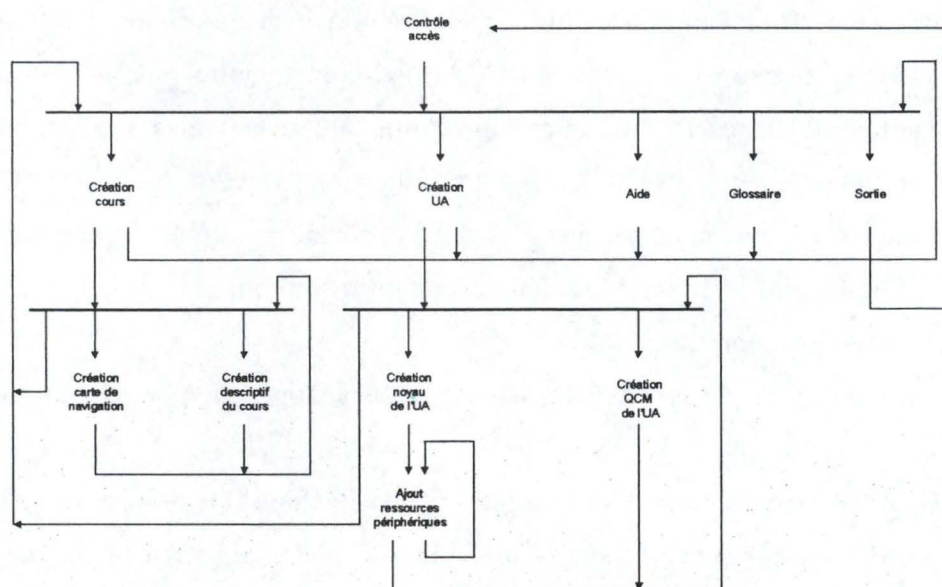 Contrôle
accès
Création
cours
Création
UA
Aide
Glossaire
Sortie
Création
carte de
navigation
Création
descriptif
du cours
Création
noyau
de l'UA
Création
QCM
de l'UA
Ajout
ressources
périphériques